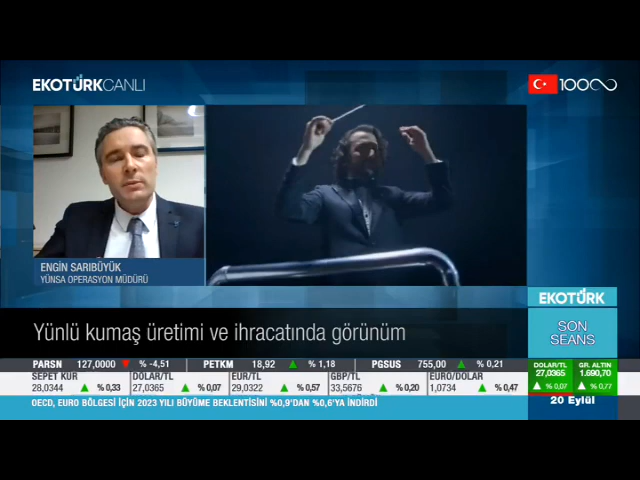 EKOTÜRKCANLI
100
ENGİN SARIBÜYÜK
YÜNSA OPERASYON MÜDÜRÜ
EKOTÜRK
SON
SEANS
Yünlü kumaş üretimi ve ihracatında görünüm
PARSN 127,0000 % -4,51 PETKM 18,92 % 1,18 PGSUS 755,00 % 0,21
SEPET KUR DOLAR/TL EUR/TL GBP/TL EURO/DOLAR
28,0344 % 0,33 27,0365 % 0,07 29,0322 % 0,57 33,5676 % 0,20 1,0734 % 0,47
DOLAR/TL GR. ALTIN
27,0365 1.690,70
% 0,07 % 0,77
OECD, EURO BÖLGESİ İÇİN 2023 YILI BÜYÜME BEKLENTİSİNİ %0,9'DAN %0,6'YA İNDİRDİ
20 Eylül